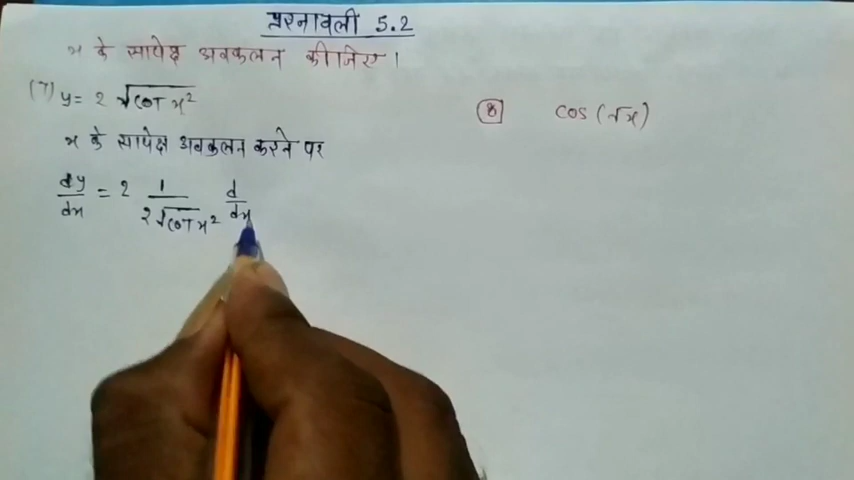 प्रश्नावली 5.2
x के सापेक्ष अवकलन कीजिए।
(7) y = 2 √cot x²
x के सापेक्ष अवकलन करने पर
dy/dx = 2 1/(2√cot x²) d/dx
8 cos(√x)